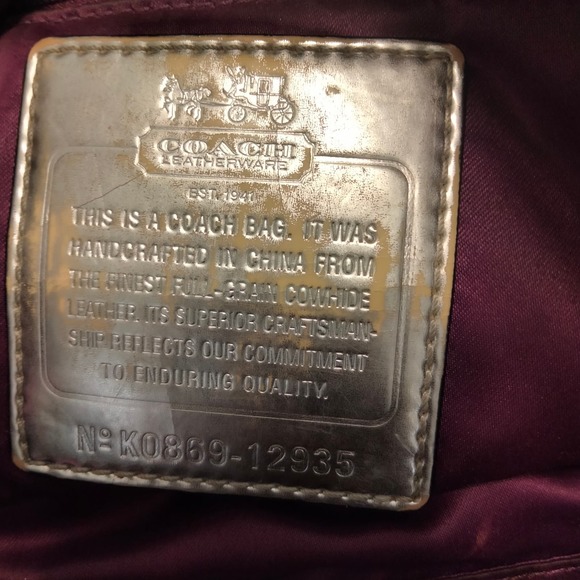 COACH
LEATHERWARE
EST. 1941
THIS IS A COACH BAG. IT WAS
HANDCRAFTED IN CHINA FROM
THE FINEST FULL-GRAIN COWHIDE
LEATHER. ITS SUPERIOR CRAFTSMAN-
SHIP REFLECTS OUR COMMITMENT
TO ENDURING QUALITY.
Nº K0869-12935